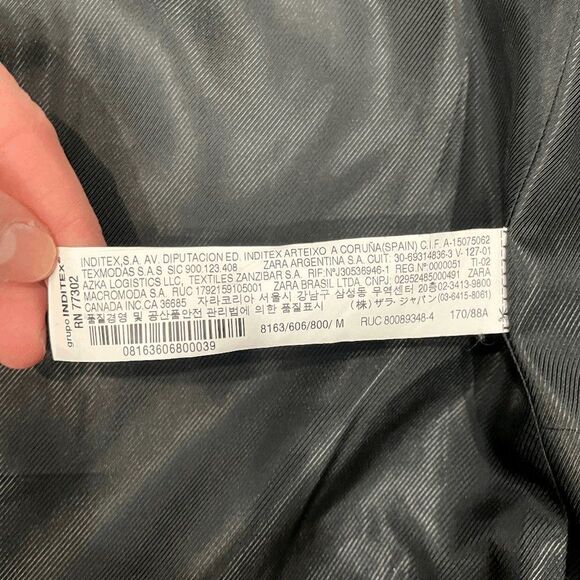 grupo INDITEX
RN 77302
INDITEX,S.A. AV. DIPUTACION ED. INDITEX ARTEIXO A CORUÑA(SPAIN) C.I.F. A-15075062
TEXMODAS S.A.S SIC 900.123.408 ZARA ARGENTINA S.A. CUIT: 30-69314836-3 V-127-01
AZKA LOGISTICS LLC, TEXTILES ZANZIBAR S.A. RIF.NºJ30536946-1 REG.Nº0000051 TI-02
MACROMODA S.A. RUC 1792159105001 ZARA BRASIL LTDA, CNPJ: 02952485000491
CANADA INC.CA 36685 자라코리아 서울시 강남구 삼성동 무역센터 20층 02-3413-9800
품질경영 및 공산품안전 관리법에 의한 품질표시 (株) ザラ・ジャパン (03-6415-8061)
8163/606/800/ M RUC 80089348-4 170/88A
08163606800039